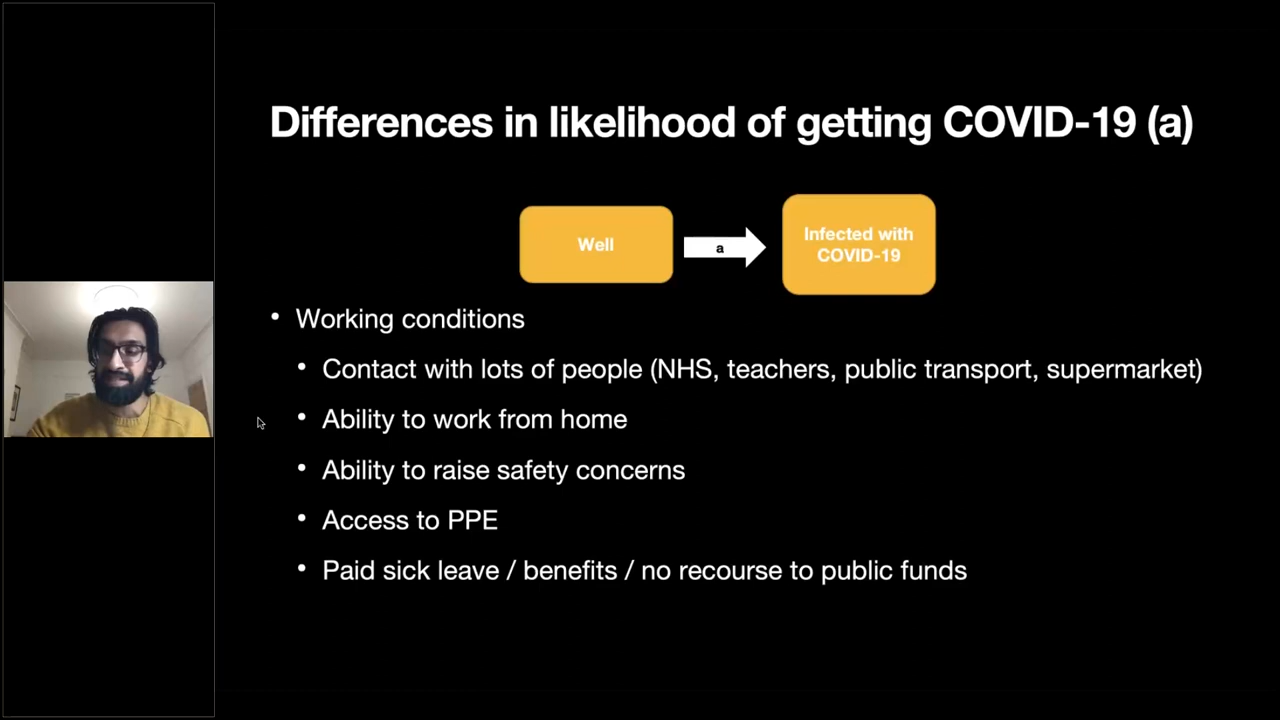 Differences in likelihood of getting COVID-19 (a)
Well
a
Infected with
COVID-19
• Working conditions
• Contact with lots of people (NHS, teachers, public transport, supermarket)
• Ability to work from home
• Ability to raise safety concerns
• Access to PPE
• Paid sick leave / benefits / no recourse to public funds